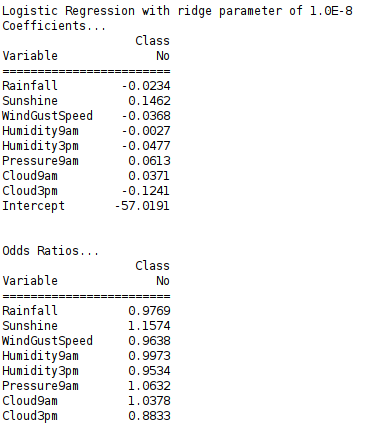 Logistic Regression with ridge parameter of 1.0E-8
Coefficients...
Class
Variable No
========================
Rainfall -0.0234
Sunshine 0.1462
WindGustSpeed -0.0368
Humidity9am -0.0027
Humidity3pm -0.0477
Pressure9am 0.0613
Cloud9am 0.0371
Cloud3pm -0.1241
Intercept -57.0191
Odds Ratios...
Class
Variable No
========================
Rainfall 0.9769
Sunshine 1.1574
WindGustSpeed 0.9638
Humidity9am 0.9973
Humidity3pm 0.9534
Pressure9am 1.0632
Cloud9am 1.0378
Cloud3pm 0.8833